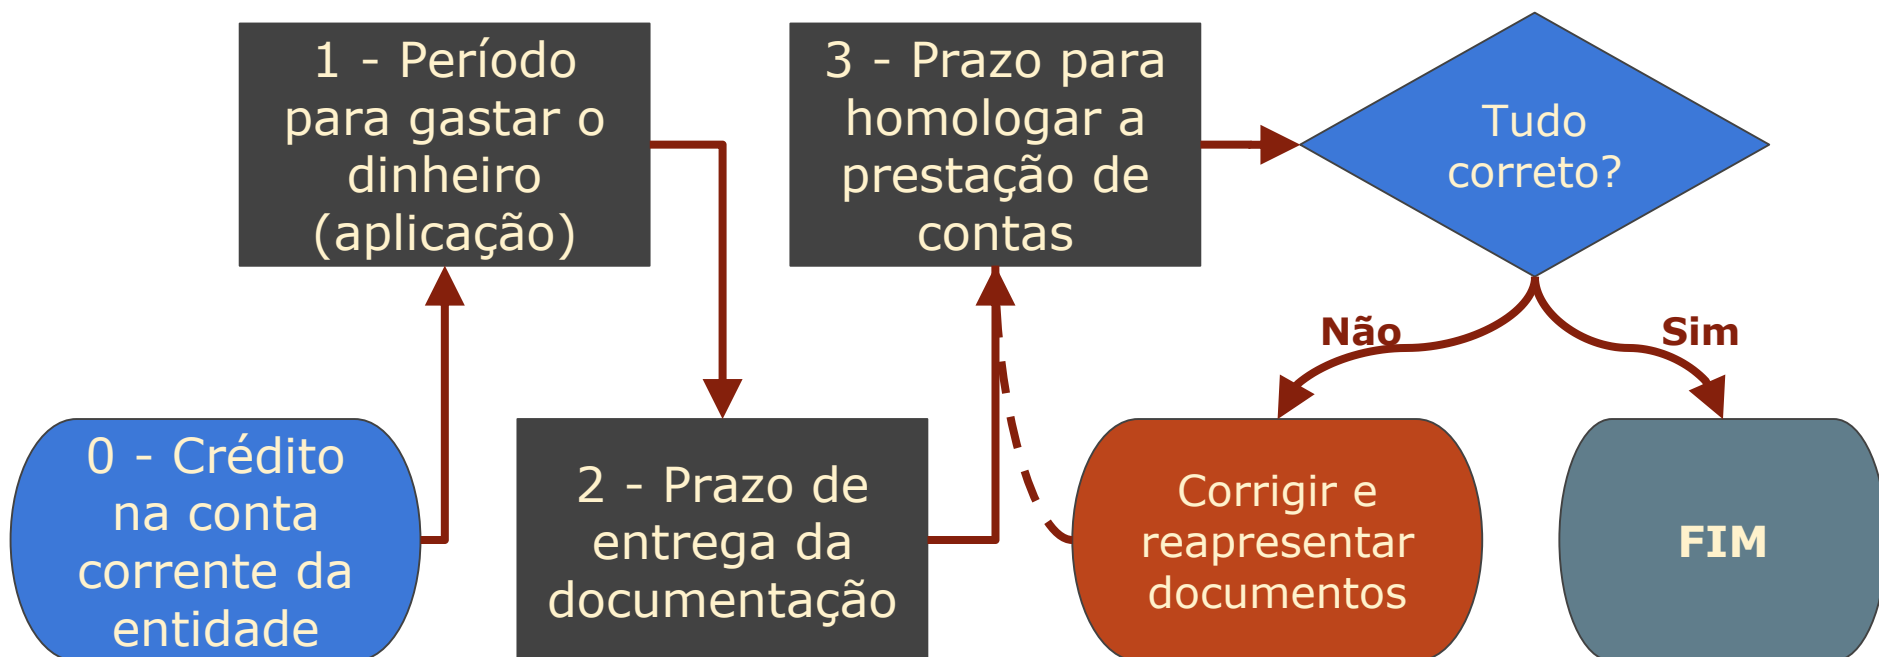 0 - Crédito
na conta
corrente da
entidade
1 - Período
para gastar o
dinheiro
(aplicação)
2 - Prazo de
entrega da
documentação
3 - Prazo para
homologar a
prestação de
contas
Tudo
correto?
Não
Sim
Corrigir e
reapresentar
documentos
FIM